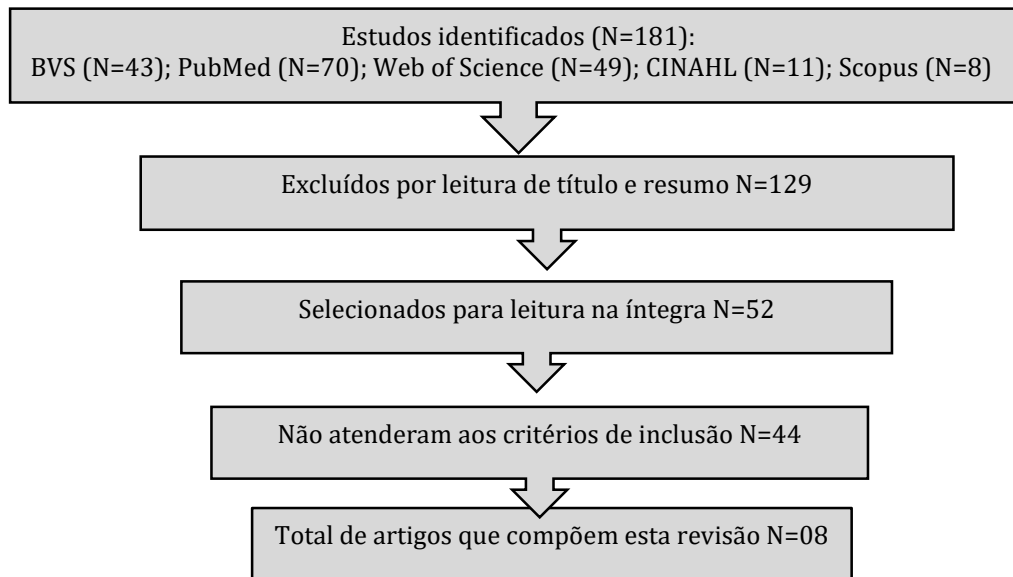 Estudos identificados (N=181):
BVS (N=43); PubMed (N=70); Web of Science (N=49); CINAHL (N=11); Scopus (N=8)
Excluídos por leitura de título e resumo N=129
Selecionados para leitura na íntegra N=52
Não atenderam aos critérios de inclusão N=44
Total de artigos que compõem esta revisão N=08